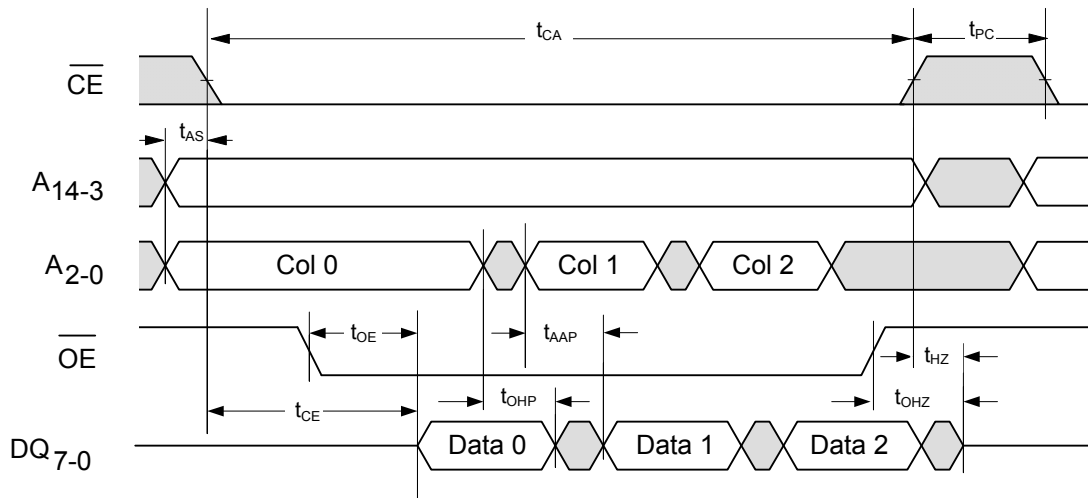 tCA
tPC
CE
tAS
A14-3
A2-0
Col 0
Col 1
Col 2
OE
tOE
tAAP
tHZ
tCE
tOHP
tOHZ
DQ7-0
Data 0
Data 1
Data 2